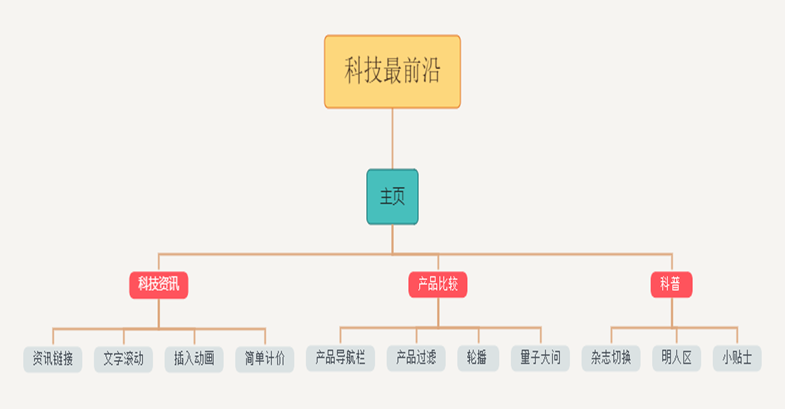 科技最前沿
主页
科技资讯
产品比较
科普
资讯链接
文字滚动
插入动画
简单计价
产品导航栏
产品过滤
轮播
量子大问
杂志切换
明人区
小贴士